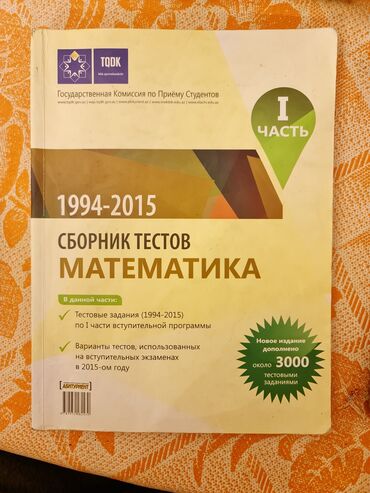 TQDK
Государственная Комиссия по Приёму Студентов
I
ЧАСТЬ
1994-2015
СБОРНИК ТЕСТОВ
МАТЕМАТИКА
В данной части:
Тестовые задания (1994-2015)
по I части вступительной программы
Варианты тестов, использованных
на вступительных экзаменах
в 2015-ом году
Новое издание
дополнено
около 3000
тестовыми
заданиями
АБИТУРИЕНТ